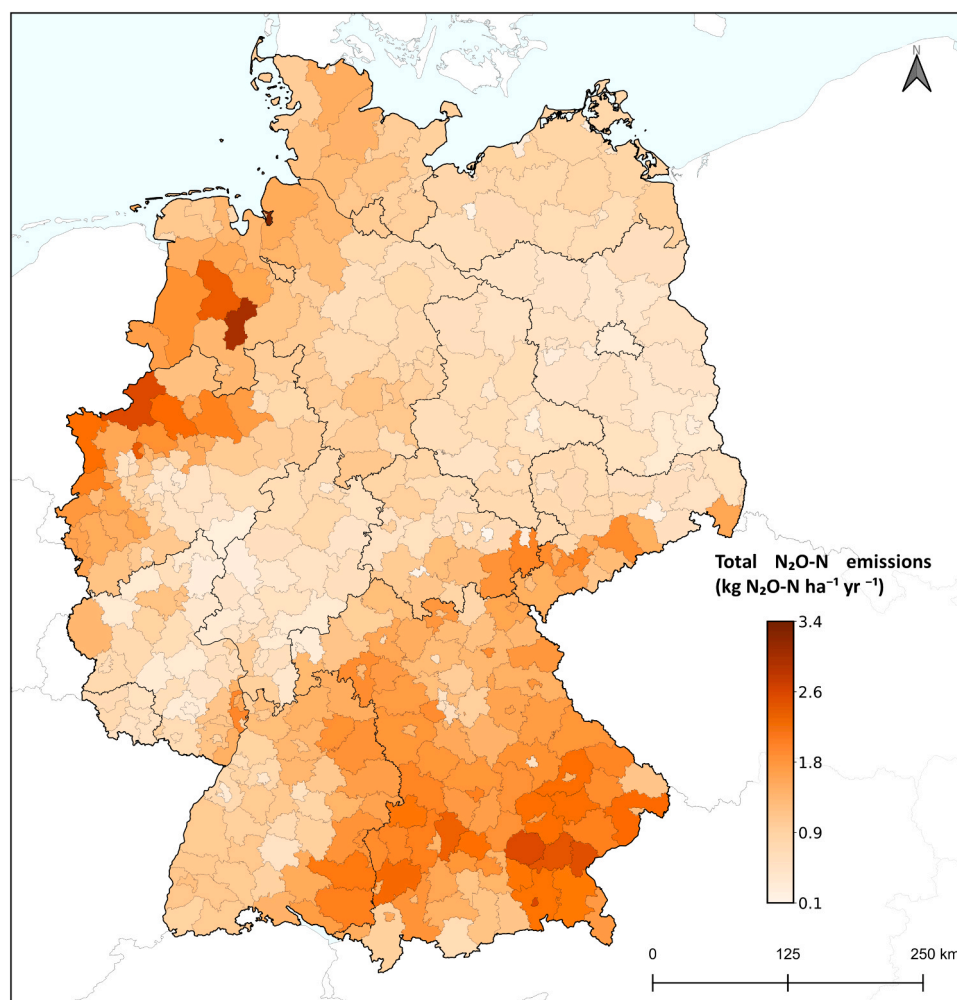 N
Total N₂O-N emissions
(kg N₂O-N ha⁻¹ yr ⁻¹)
3.4
2.6
1.8
0.9
0.1
0 125 250 km